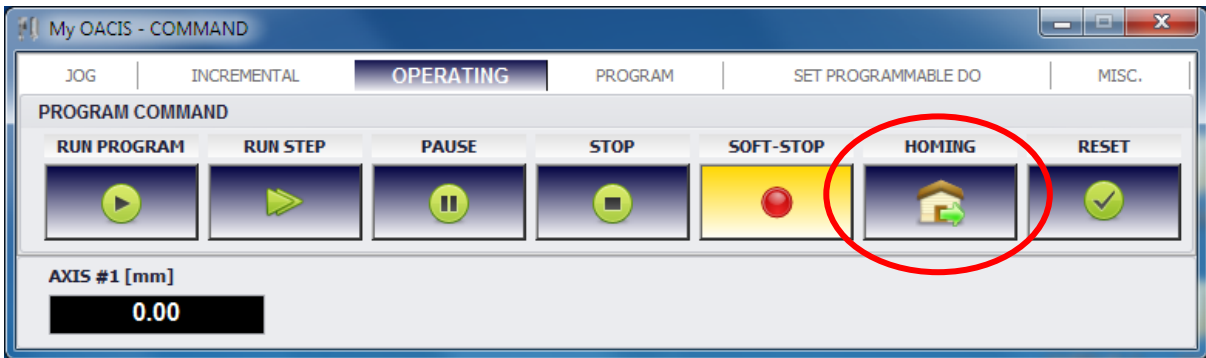 My OACIS - COMMAND
JOG INCREMENTAL OPERATING PROGRAM SET PROGRAMMABLE DO MISC.
PROGRAM COMMAND
RUN PROGRAM RUN STEP PAUSE STOP SOFT-STOP HOMING RESET
AXIS #1 [mm]
0.00